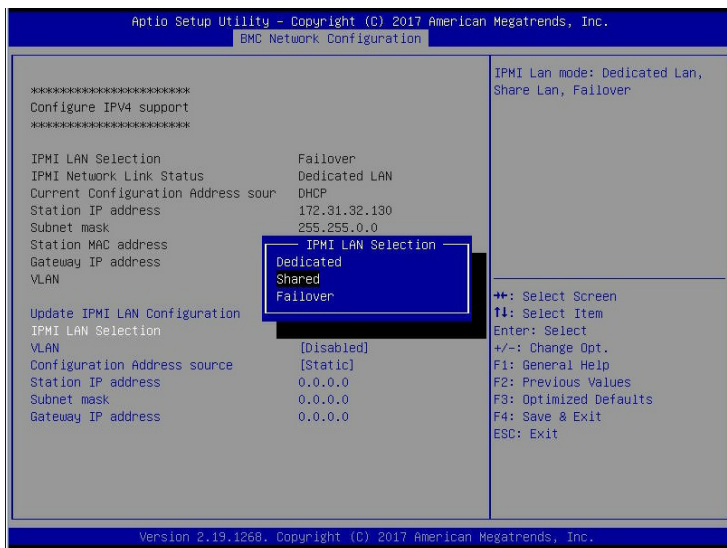 Aptio Setup Utility – Copyright (C) 2017 American Megatrends, Inc.
BMC Network Configuration
************************
Configure IPV4 support
************************
IPMI LAN Selection Failover
IPMI Network Link Status Dedicated LAN
Current Configuration Address sour DHCP
Station IP address 172.31.32.130
Subnet mask 255.255.0.0
Station MAC address
Gateway IP address
VLAN
IPMI LAN Selection
Dedicated
Shared
Failover
Update IPMI LAN Configuration
IPMI LAN Selection
VLAN [Disabled]
Configuration Address source [Static]
Station IP address 0.0.0.0
Subnet mask 0.0.0.0
Gateway IP address 0.0.0.0
IPMI Lan mode: Dedicated Lan,
Share Lan, Failover
→←: Select Screen
↑↓: Select Item
Enter: Select
+/-: Change Opt.
F1: General Help
F2: Previous Values
F3: Optimized Defaults
F4: Save & Exit
ESC: Exit
Version 2.19.1268. Copyright (C) 2017 American Megatrends, Inc.